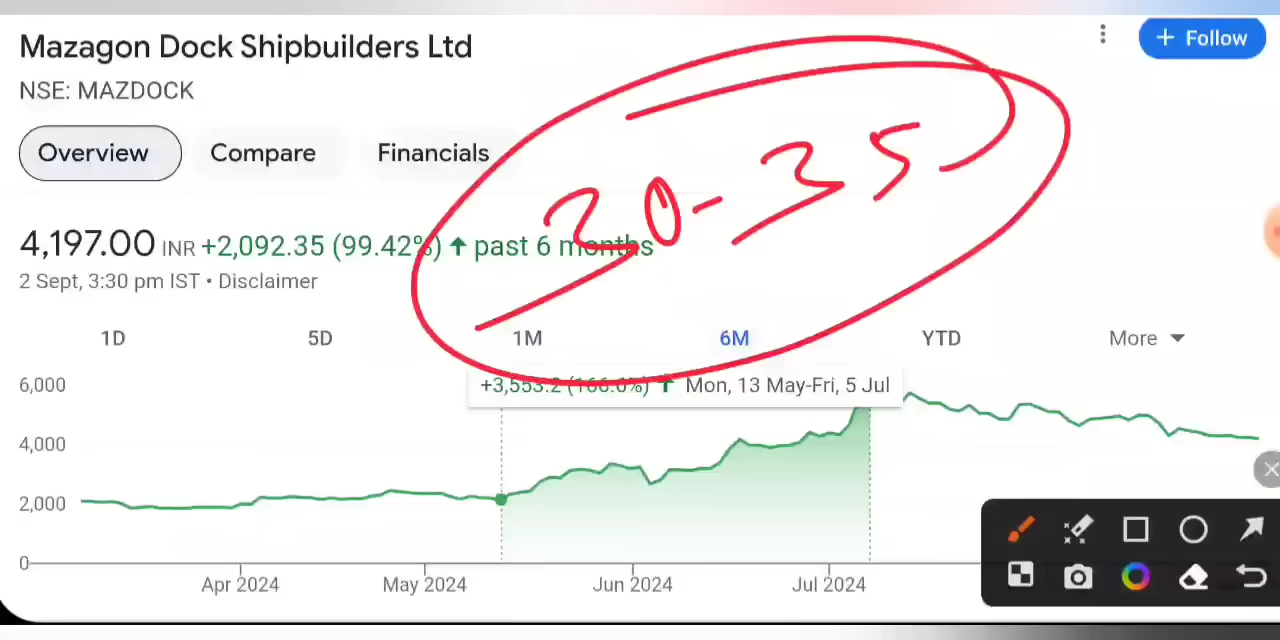 Mazagon Dock Shipbuilders Ltd
+ Follow
NSE: MAZDOCK
Overview Compare Financials
20-35
4,197.00 INR +2,092.35 (99.42%) ↑ past 6 months
2 Sept, 3:30 pm IST • Disclaimer
1D 5D 1M 6M YTD More
+3,553.2 (166.6%) ↑ Mon, 13 May-Fri, 5 Jul
6,000
4,000
2,000
0
Apr 2024 May 2024 Jun 2024 Jul 2024